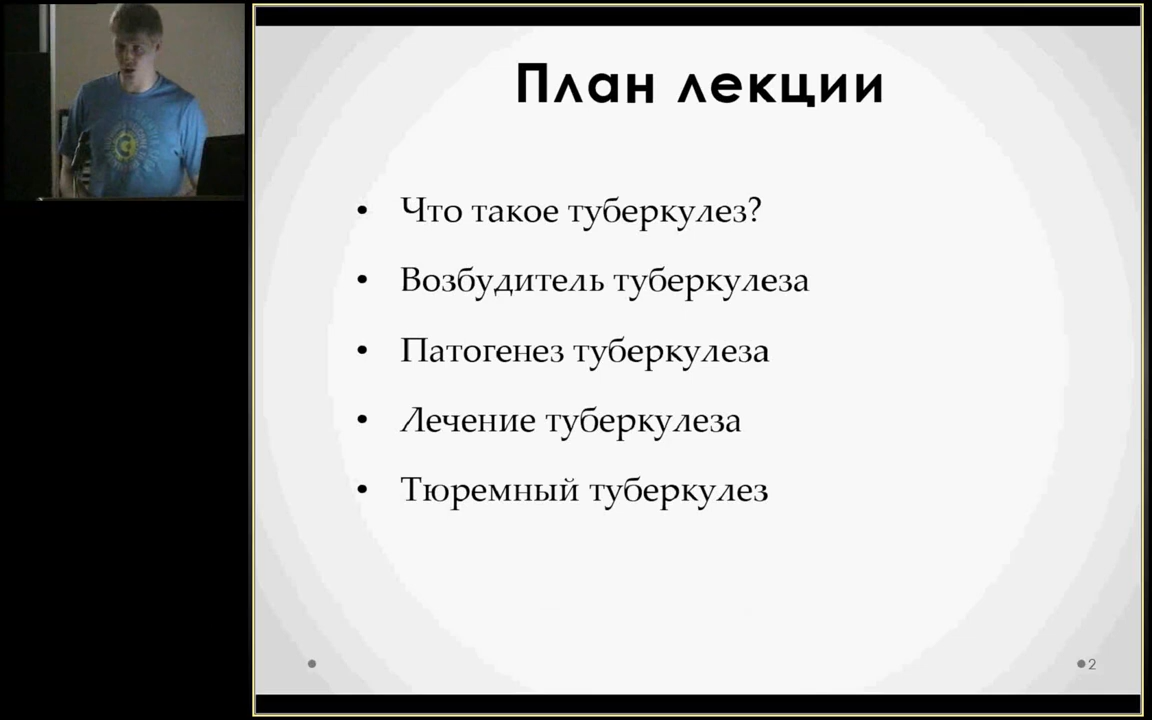 План лекции
• Что такое туберкулез?
• Возбудитель туберкулеза
• Патогенез туберкулеза
• Лечение туберкулеза
• Тюремный туберкулез
2